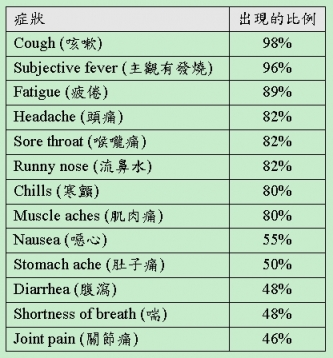 症狀 出現的比例
Cough (咳嗽) 98%
Subjective fever (主觀有發燒) 96%
Fatigue (疲倦) 89%
Headache (頭痛) 82%
Sore throat (喉嚨痛) 82%
Runny nose (流鼻水) 82%
Chills (寒顫) 80%
Muscle aches (肌肉痛) 80%
Nausea (噁心) 55%
Stomach ache (肚子痛) 50%
Diarrhea (腹瀉) 48%
Shortness of breath (喘) 48%
Joint pain (關節痛) 46%